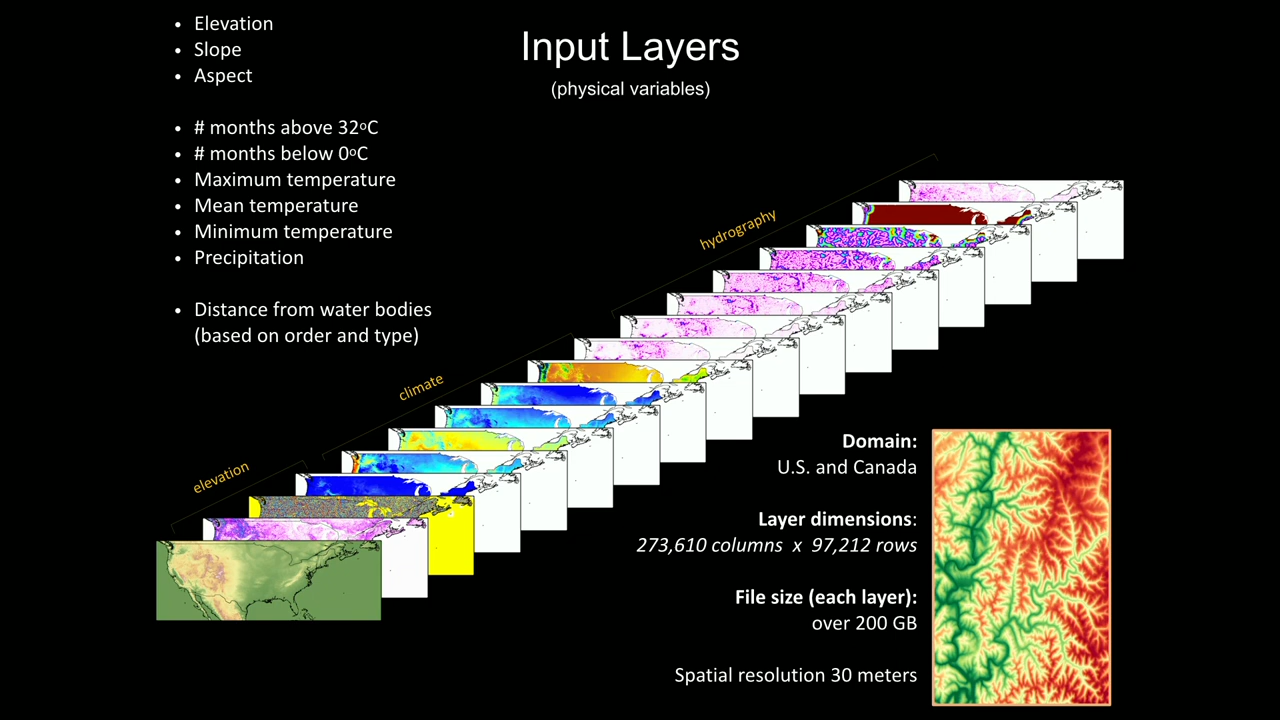 Input Layers
(physical variables)
• Elevation
• Slope
• Aspect
• # months above 32ºC
• # months below 0ºC
• Maximum temperature
• Mean temperature
• Minimum temperature
• Precipitation
• Distance from water bodies
(based on order and type)
hydrography
climate
elevation
Domain:
U.S. and Canada
Layer dimensions:
273,610 columns x 97,212 rows
File size (each layer):
over 200 GB
Spatial resolution 30 meters